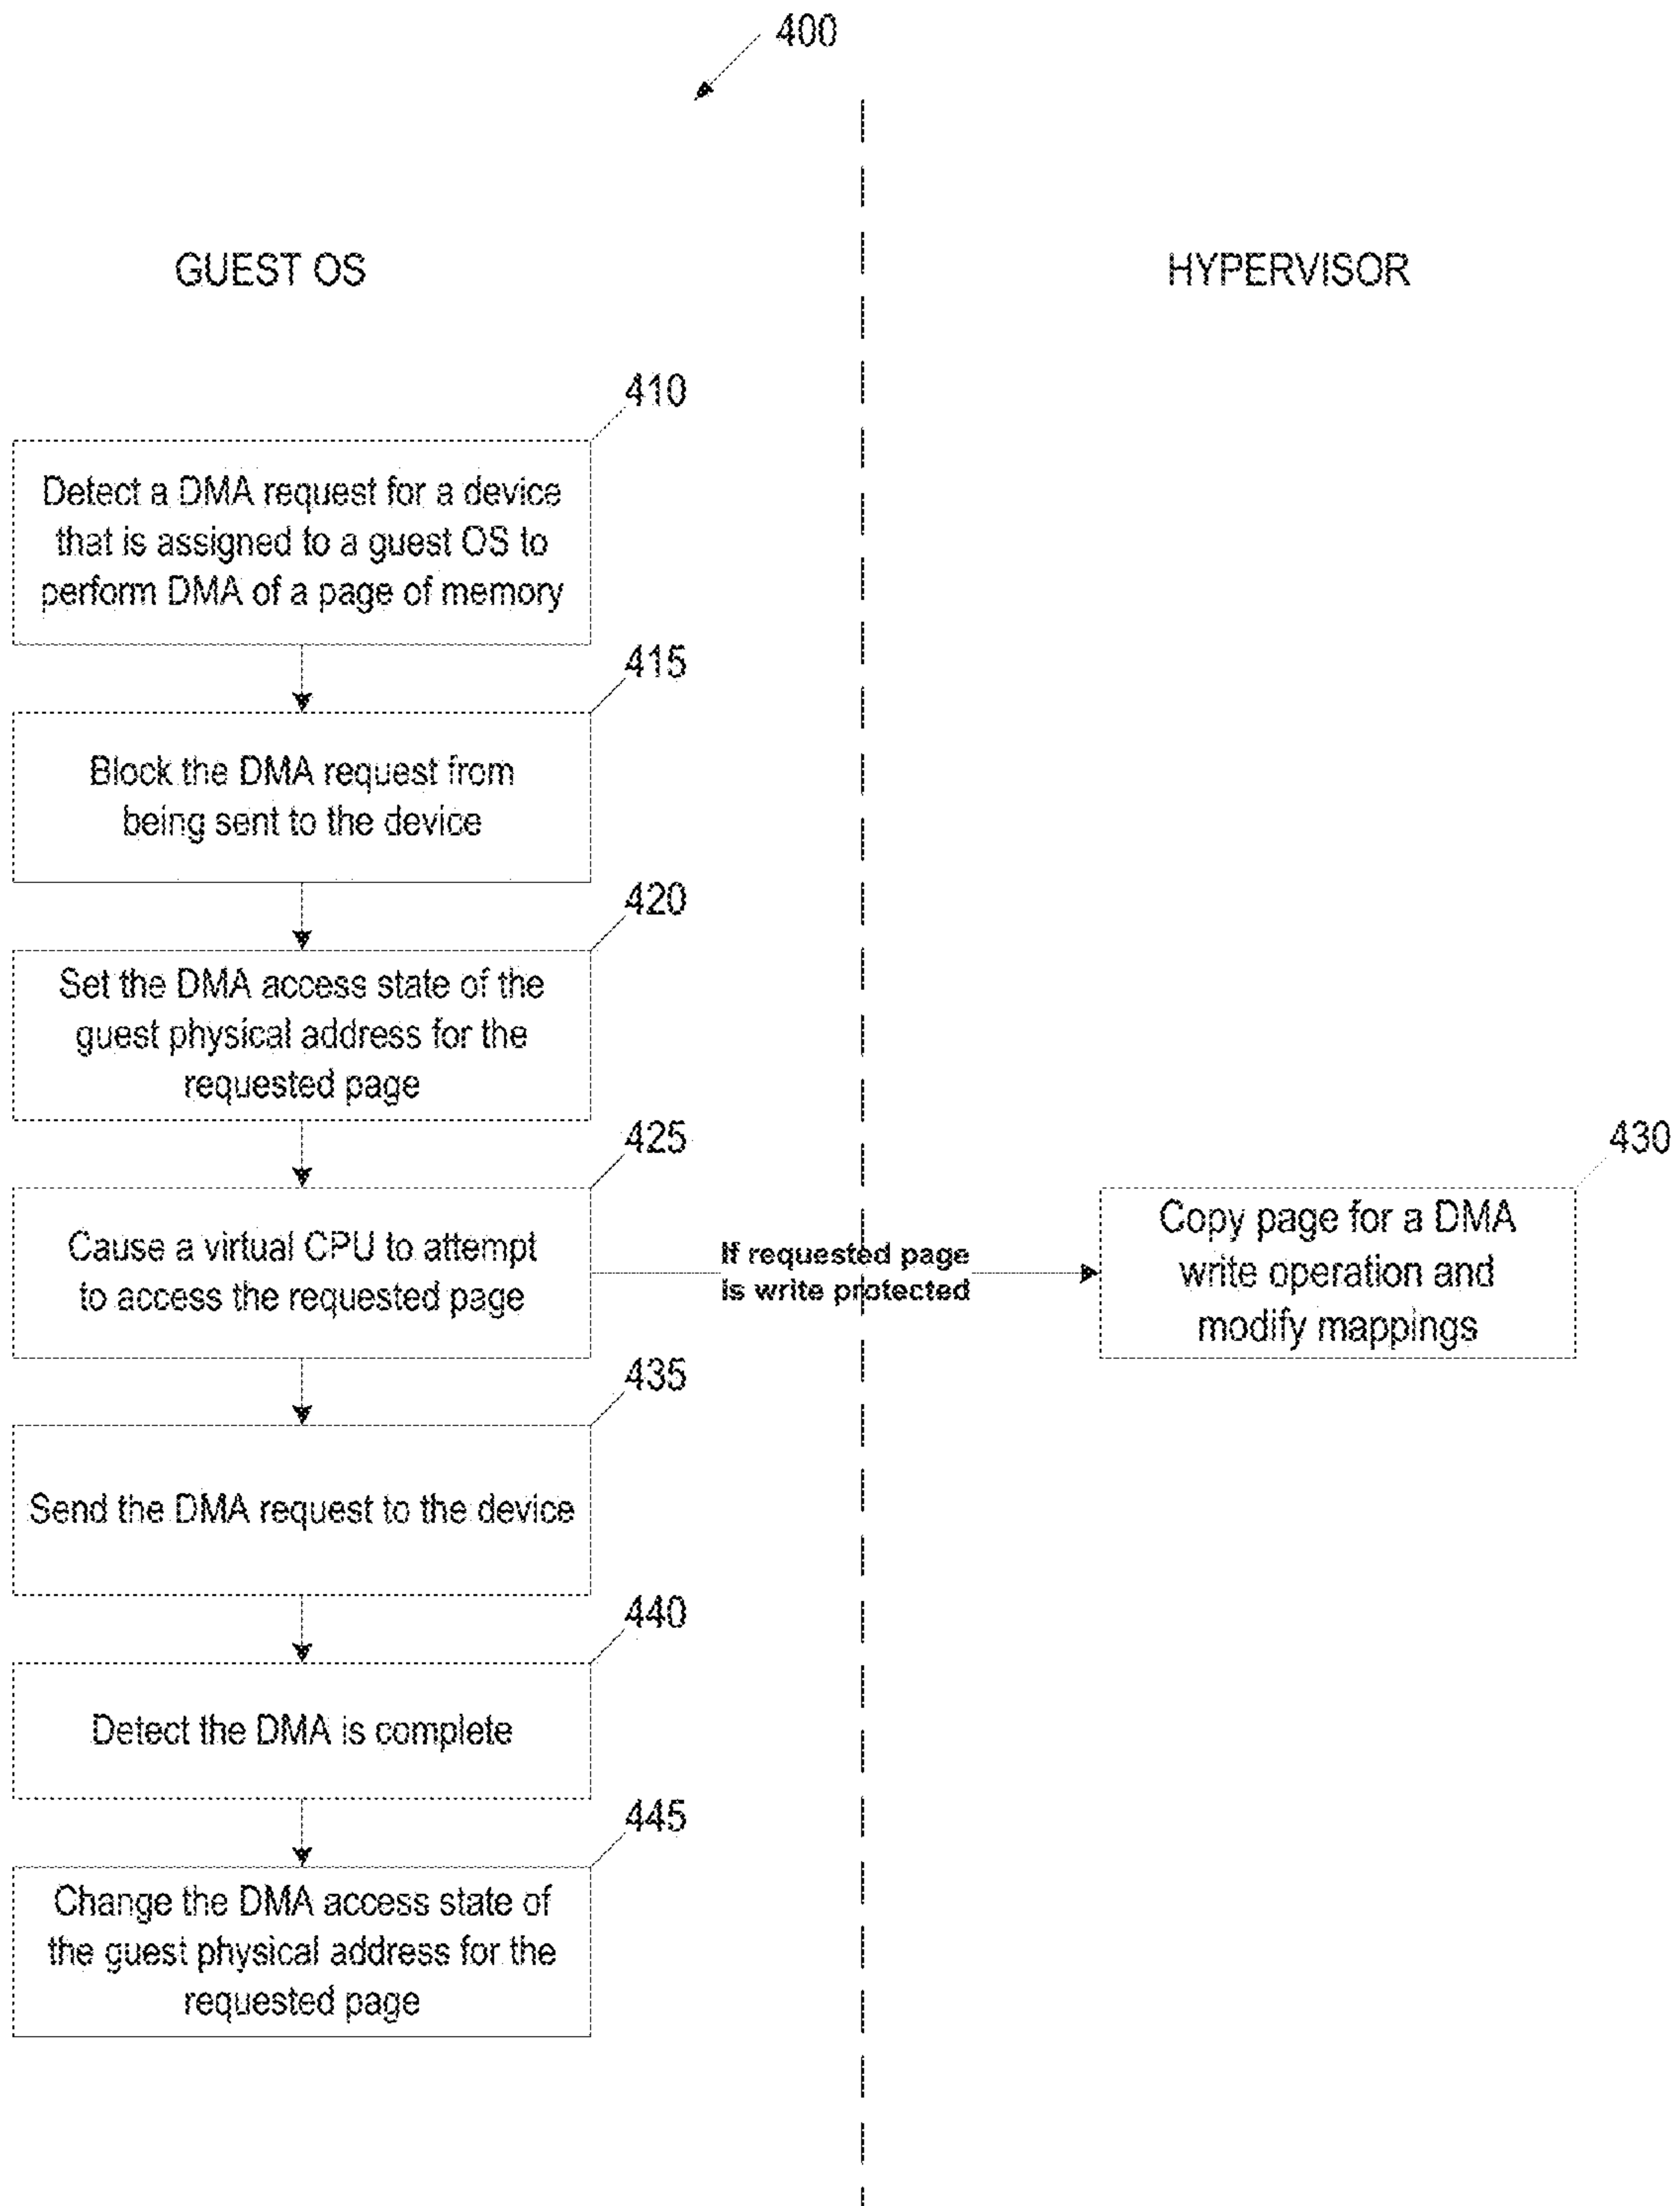 400
GUEST OS
HYPERVISOR
410
Detect a DMA request for a device
that is assigned to a guest OS to
perform DMA of a page of memory
415
Block the DMA request from
being sent to the device
420
Set the DMA access state of the
guest physical address for the
requested page
425
Cause a virtual CPU to attempt
to access the requested page
If requested page
is write protected
430
Copy page for a DMA
write operation and
modify mappings
435
Send the DMA request to the device
440
Detect the DMA is complete
445
Change the DMA access state of
the guest physical address for the
requested page